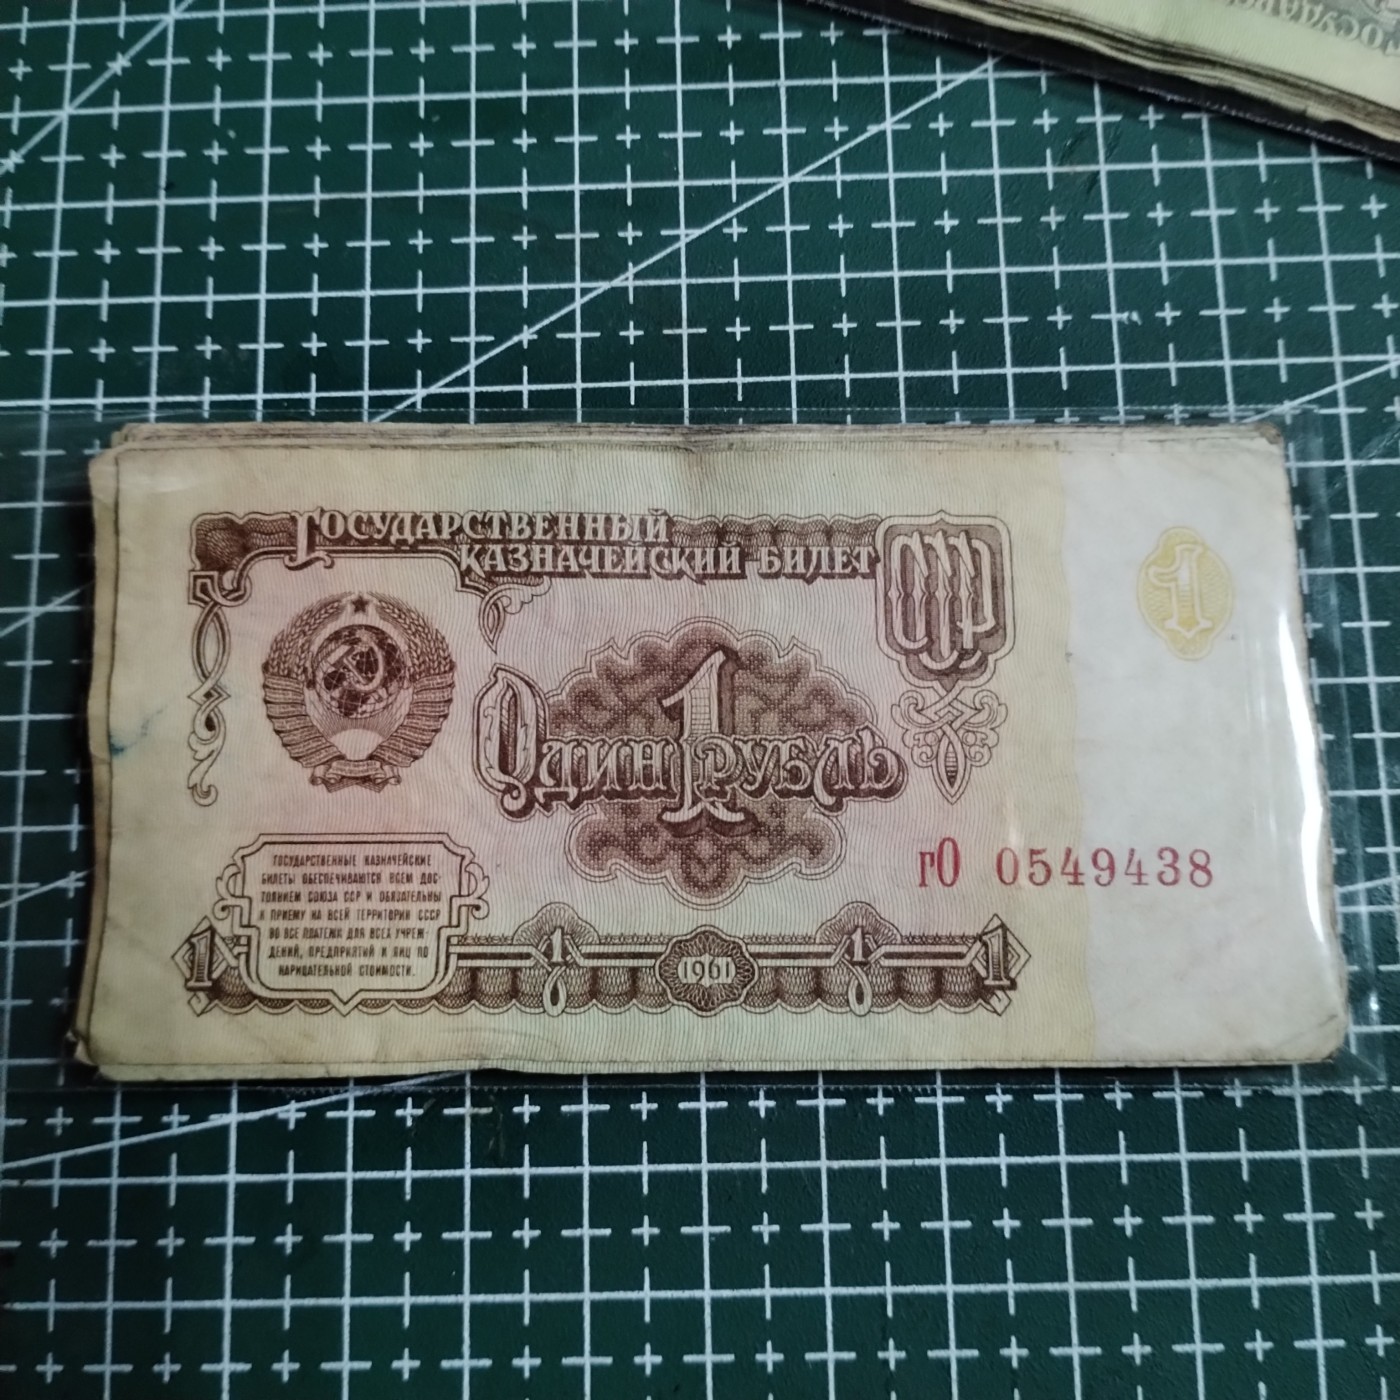 ГОСУДАРСТВЕННЫЙ
КАЗНАЧЕЙСКИЙ БИЛЕТ
СССР
1
ОДИН 1 РУБЛЬ
гО 0549438
ГОСУДАРСТВЕННЫЕ КАЗНАЧЕЙСКИЕ
БИЛЕТЫ ОБЕСПЕЧИВАЮТСЯ ВСЕМ ДОС-
ТОЯНИЕМ СОЮЗА ССР И ОБЯЗАТЕЛЬНЫ
К ПРИЕМУ НА ВСЕЙ ТЕРРИТОРИИ СССР
ВО ВСЕ ПЛАТЕЖИ ДЛЯ ВСЕХ УЧРЕЖ-
ДЕНИЙ, ПРЕДПРИЯТИЙ И ЛИЦ ПО
НАРИЦАТЕЛЬНОЙ СТОИМОСТИ.
1 1 1961 1 1